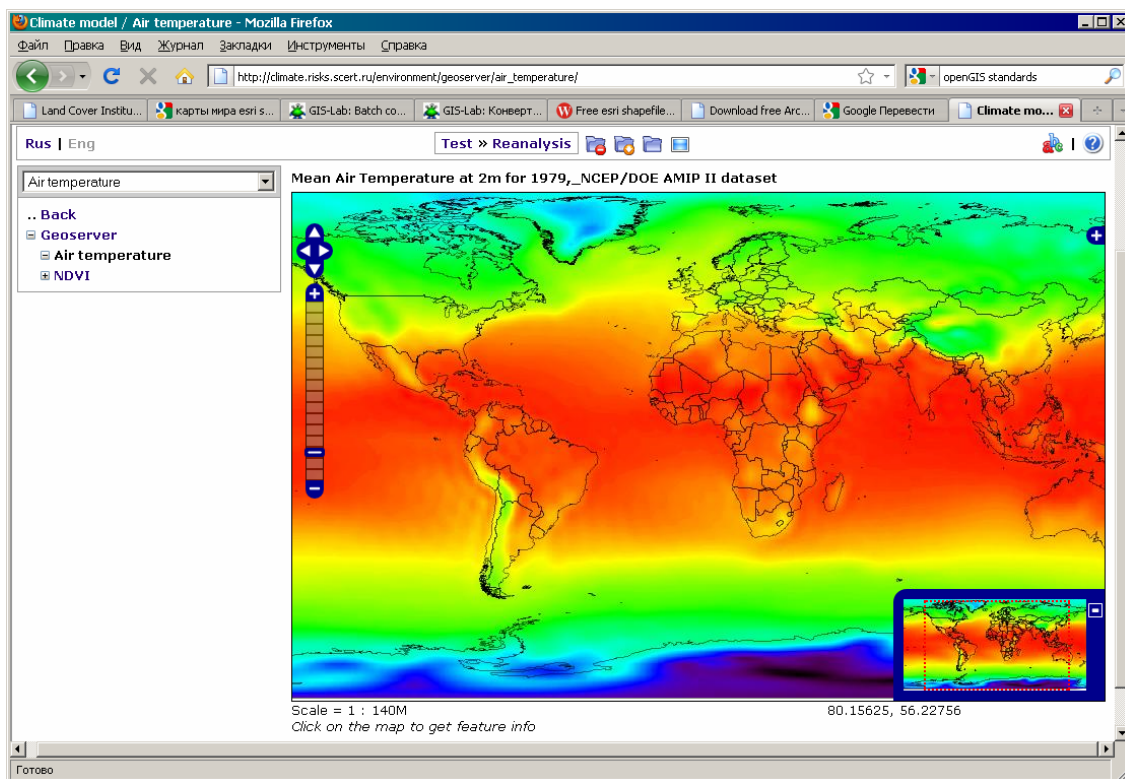 Climate model / Air temperature - Mozilla Firefox
Файл Правка Вид Журнал Закладки Инструменты Справка
http://climate.risks.scert.ru/enviroment/geoserver/air_temperature/ openGIS standards
Land Cover Institu... карты мира esri s... GIS-Lab: Batch co... GIS-Lab: Конверт... Free esri shapefile... Download free Arc... Google Перевести Climate mo...
Rus | Eng Test » Reanalysis
Air temperature
.. Back
Geoserver
Air temperature
NDVI
Mean Air Temperature at 2m for 1979,_NCEP/DOE AMIP II dataset
Scale = 1 : 140M 80.15625, 56.22756
Click on the map to get feature info
Готово